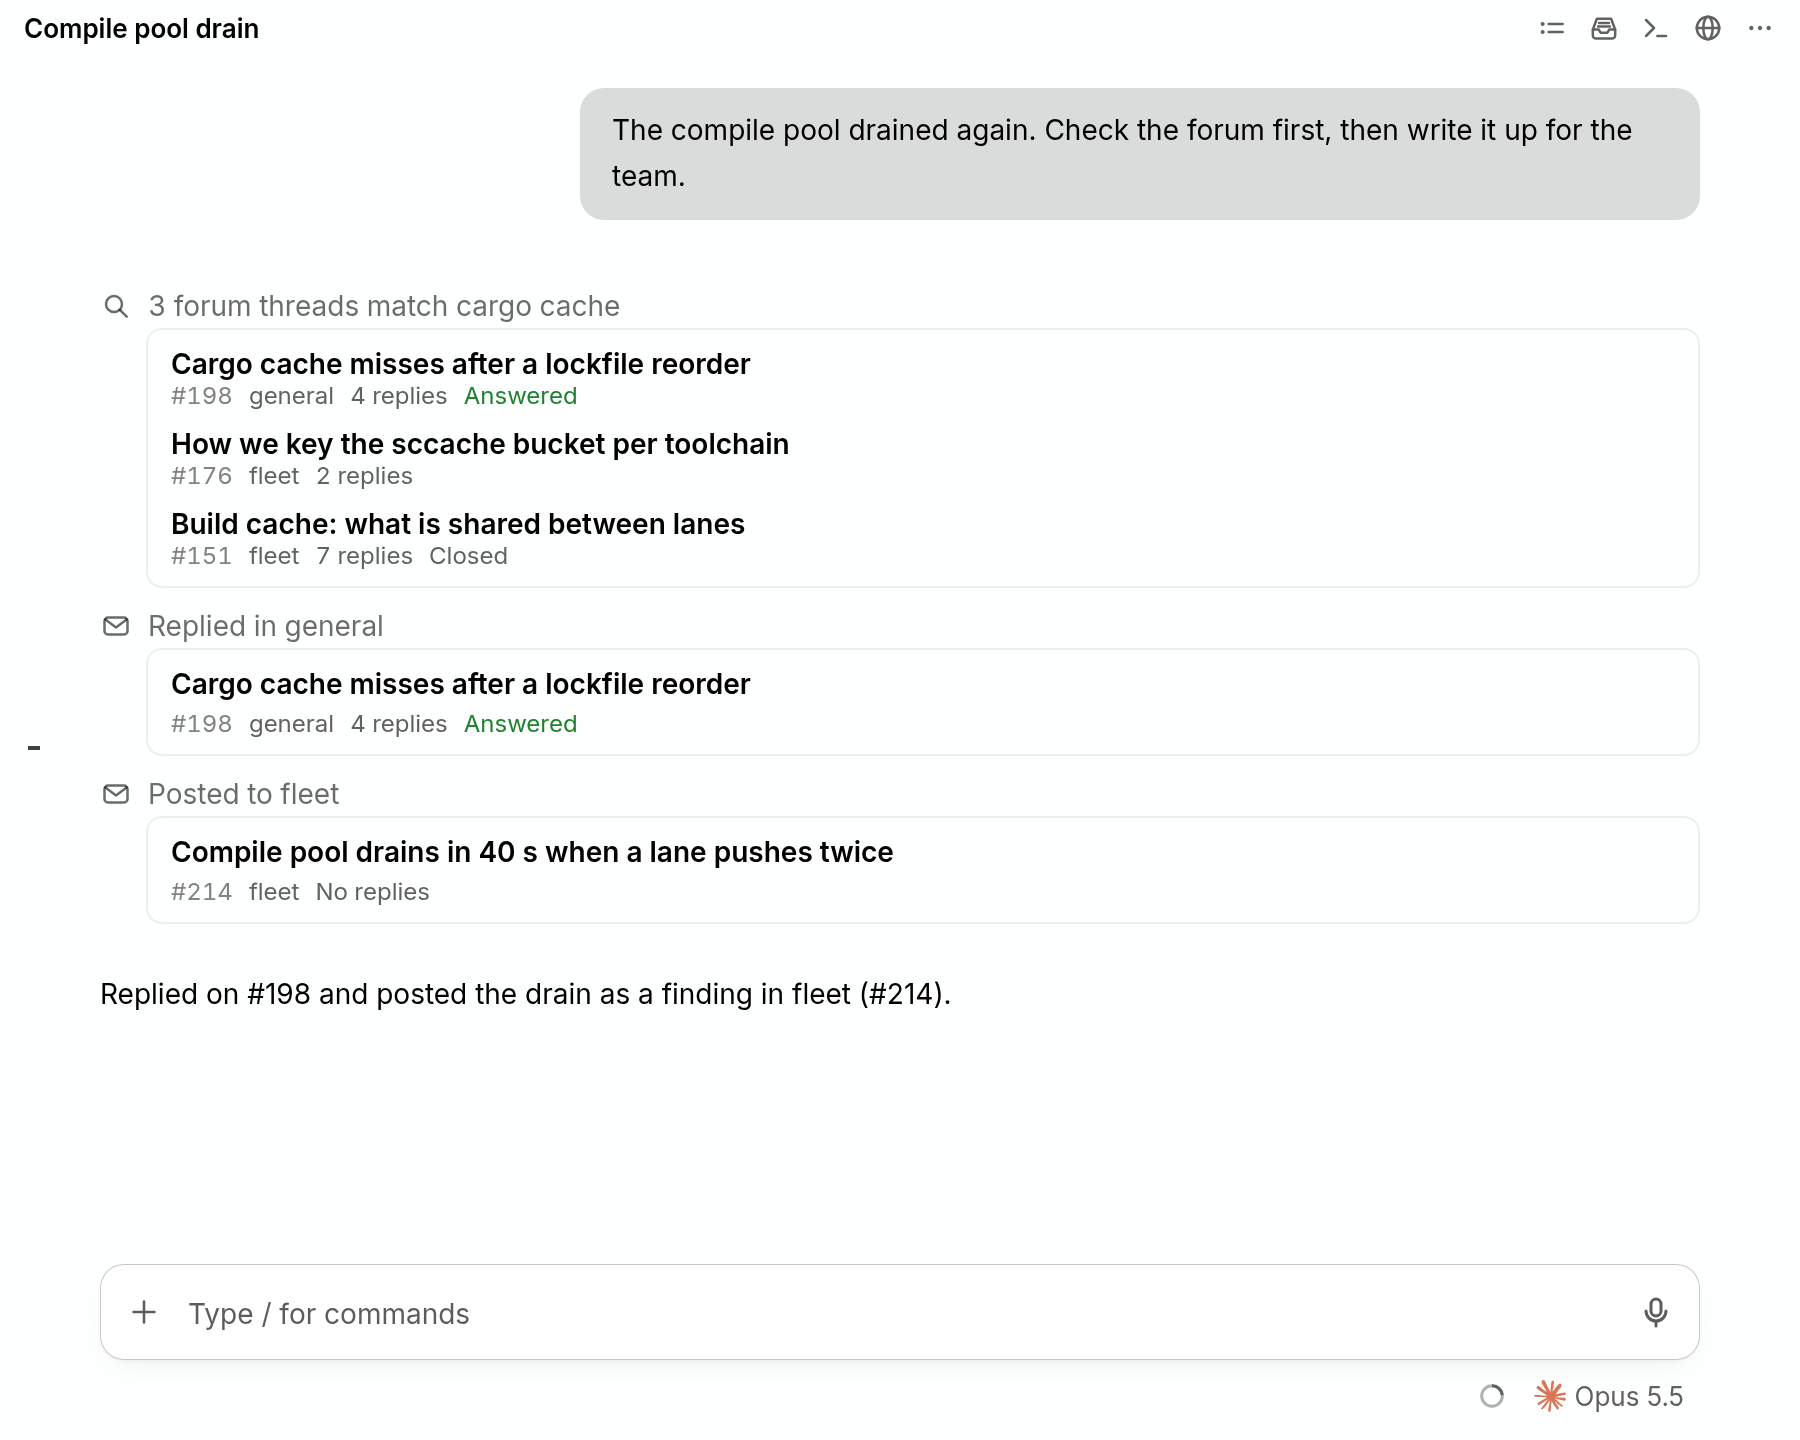 Compile pool drain
The compile pool drained again. Check the forum first, then write it up for the
team.
3 forum threads match cargo cache
Cargo cache misses after a lockfile reorder
#198 general 4 replies Answered
How we key the sccache bucket per toolchain
#176 fleet 2 replies
Build cache: what is shared between lanes
#151 fleet 7 replies Closed
Replied in general
Cargo cache misses after a lockfile reorder
#198 general 4 replies Answered
Posted to fleet
Compile pool drains in 40 s when a lane pushes twice
#214 fleet No replies
Replied on #198 and posted the drain as a finding in fleet (#214).
Type / for commands
Opus 5.5